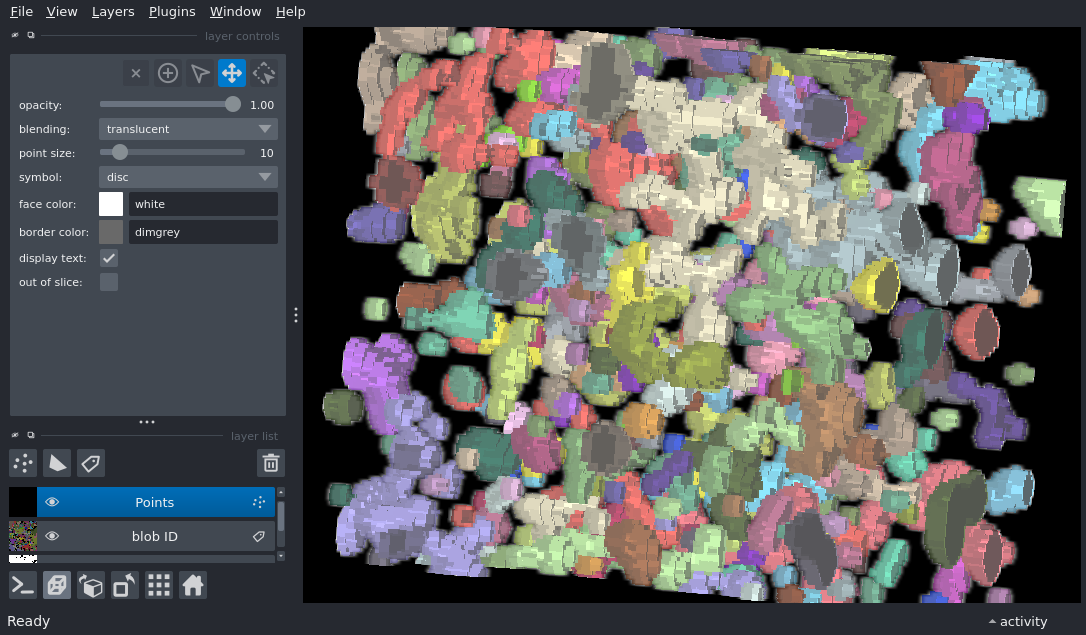 File View Layers Plugins Window Help
layer controls
opacity: 1.00
blending: translucent
point size: 10
symbol: disc
face color: white
border color: dimgrey
display text:
out of slice:
layer list
Points
blob ID
Ready activity